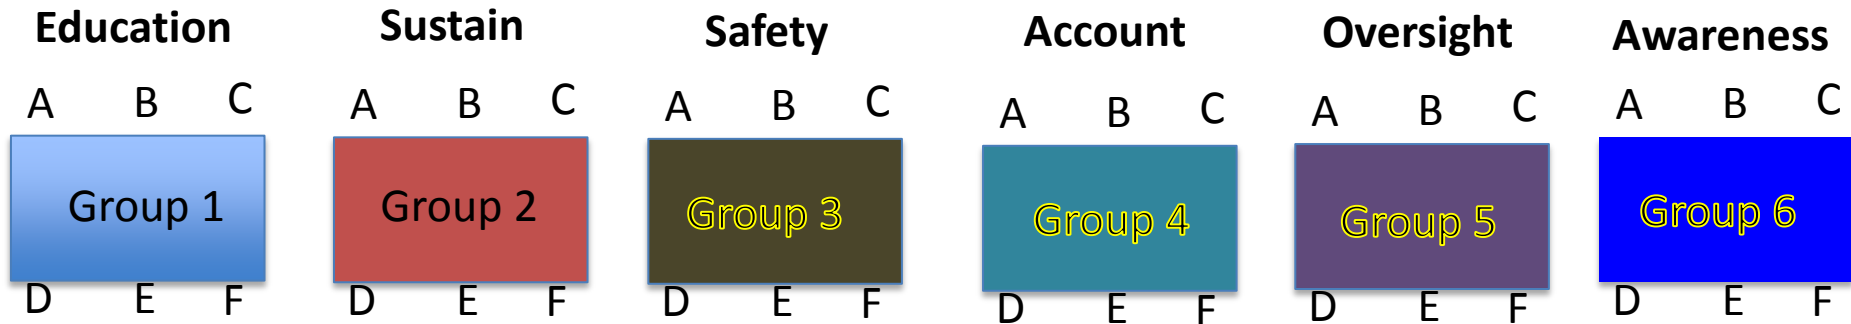 Education Sustain Safety Account Oversight Awareness
A B C A B C A B C A B C A B C A B C
Group 1 Group 2 Group 3 Group 4 Group 5 Group 6
D E F D E F D E F D E F D E F D E F